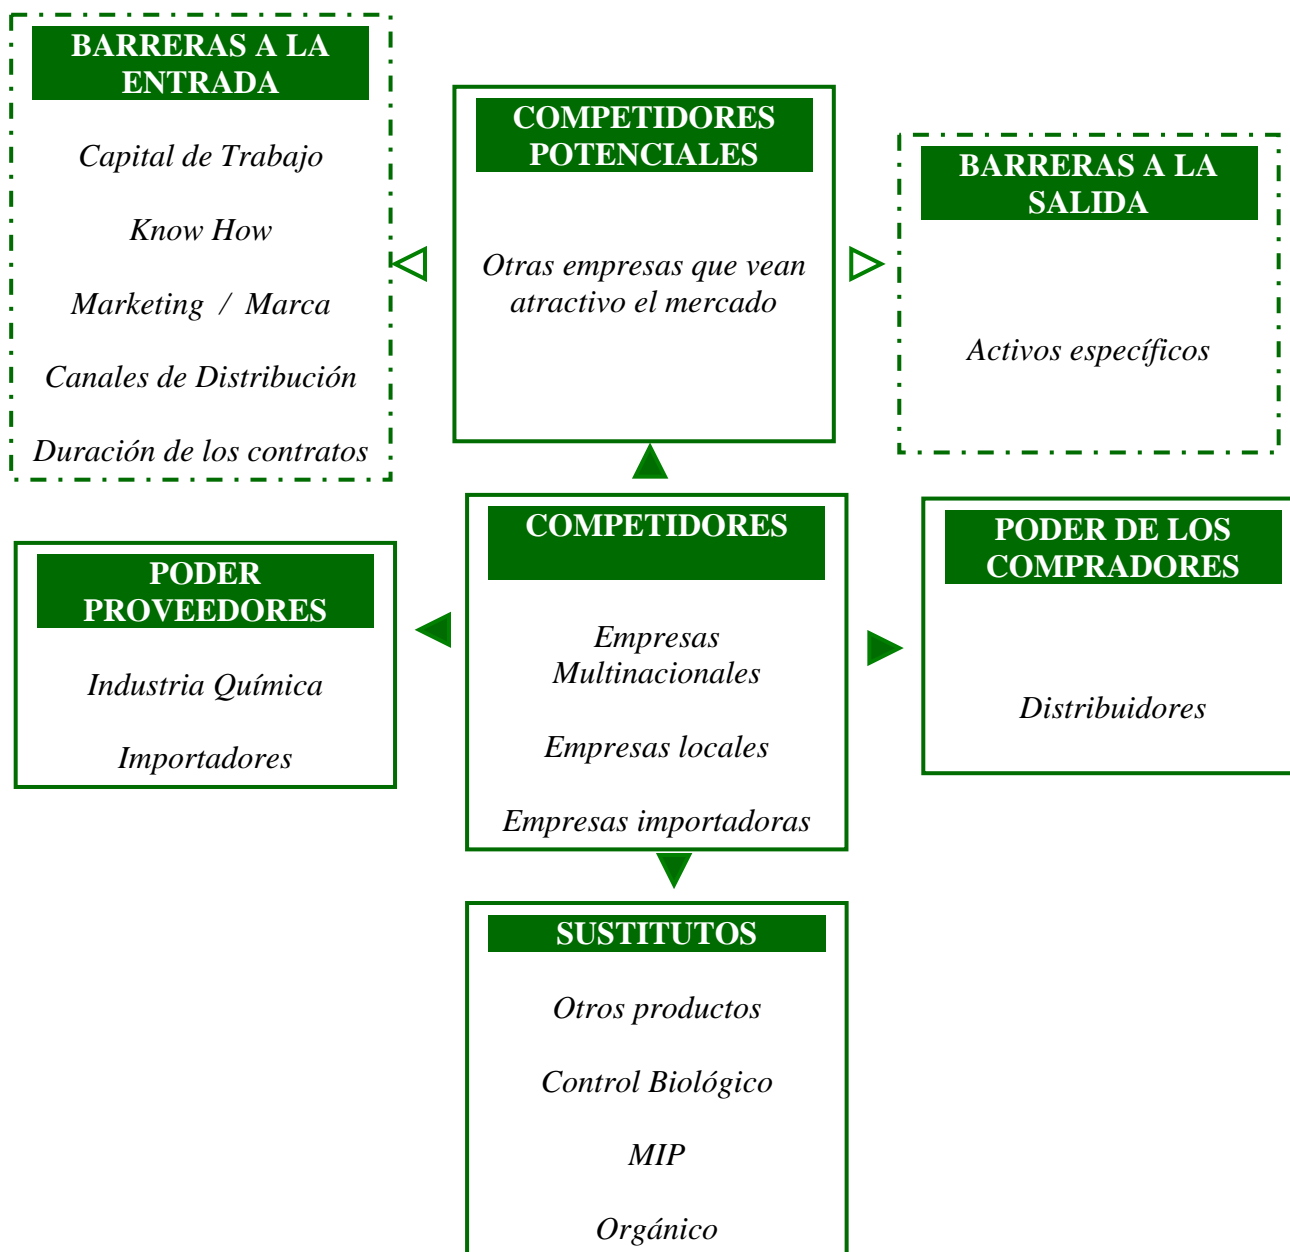 BARRERAS A LA
ENTRADA
Capital de Trabajo
Know How
Marketing / Marca
Canales de Distribución
Duración de los contratos
COMPETIDORES
POTENCIALES
Otras empresas que vean
atractivo el mercado
BARRERAS A LA
SALIDA
Activos específicos
PODER
PROVEEDORES
Industria Química
Importadores
COMPETIDORES
Empresas
Multinacionales
Empresas locales
Empresas importadoras
PODER DE LOS
COMPRADORES
Distribuidores
SUSTITUTOS
Otros productos
Control Biológico
MIP
Orgánico